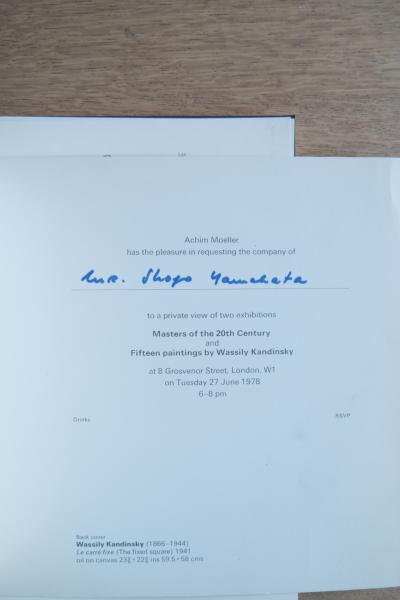 Achim Moeller
has the pleasure in requesting the company of
Mr. Shogo Yamahata
to a private view of two exhibitions
Masters of the 20th Century
and
Fifteen paintings by Wassily Kandinsky
at 8 Grosvenor Street, London, W1
on Tuesday 27 June 1978
6–8 pm
Drinks
RSVP
Back cover
Wassily Kandinsky (1866–1944)
Le carré fixe (The fixed square) 1941
oil on canvas 23⅝ × 22⅞ ins 59.5 × 58 cms